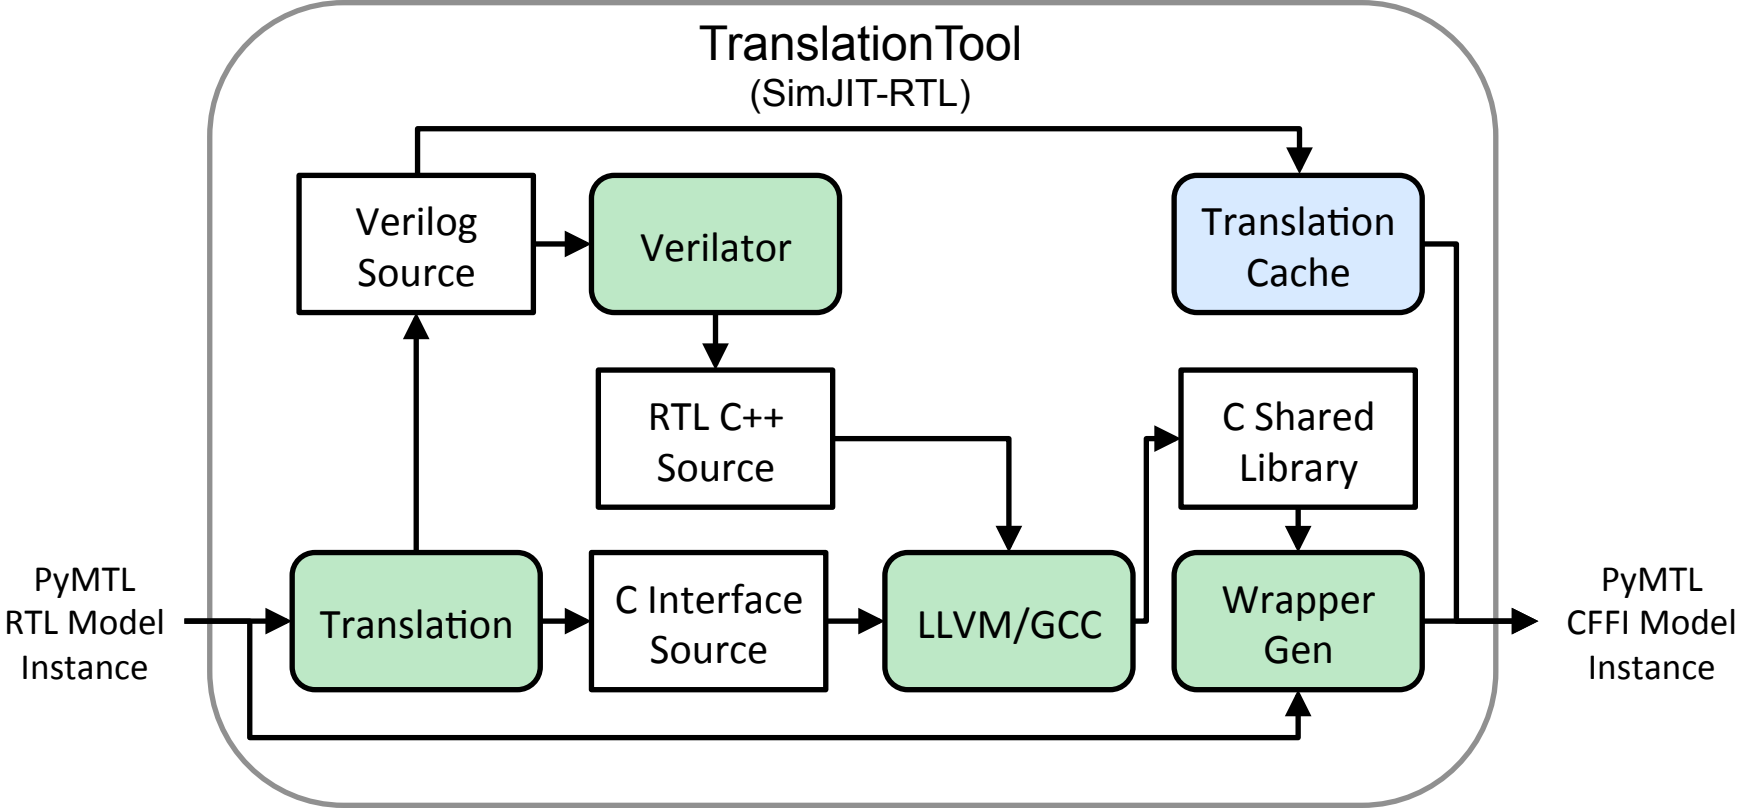 TranslationTool
(SimJIT-RTL)
Verilog
Source
Verilator
Translation
Cache
RTL C++
Source
C Shared
Library
PyMTL
RTL Model
Instance
Translation
C Interface
Source
LLVM/GCC
Wrapper
Gen
PyMTL
CFFI Model
Instance